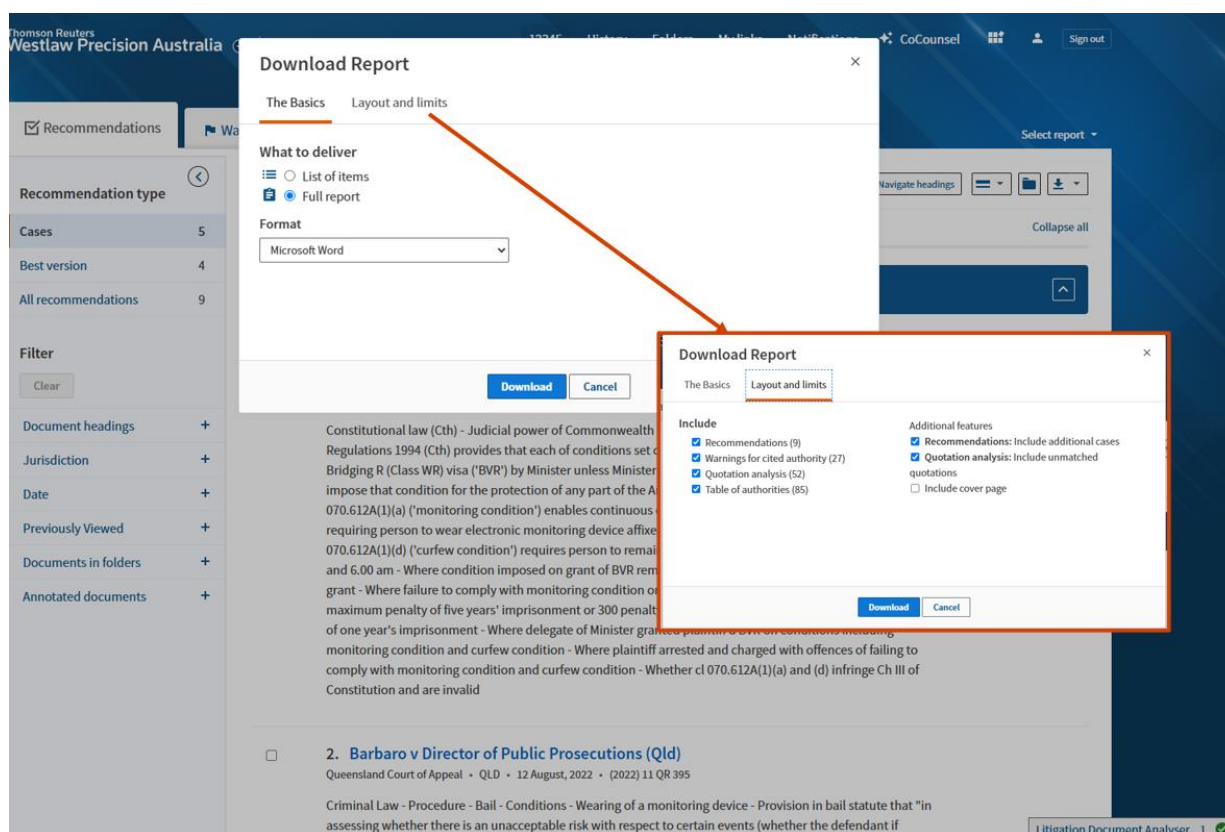 Thomson Reuters
Westlaw Precision Australia
CoCounsel
Sign out
Recommendations
Wa
Select report
Recommendation type
Cases 5
Best version 4
All recommendations 9
Filter
Clear
Document headings +
Jurisdiction +
Date +
Previously Viewed +
Documents in folders +
Annotated documents +
Navigate headings
Collapse all
Download Report ×
The Basics Layout and limits
What to deliver
List of items
Full report
Format
Microsoft Word
Download Cancel
Download Report ×
The Basics Layout and limits
Include
Recommendations (9)
Warnings for cited authority (27)
Quotation analysis (52)
Table of authorities (85)
Additional features
Recommendations: Include additional cases
Quotation analysis: Include unmatched
quotations
Include cover page
Download Cancel
Constitutional law (Cth) - Judicial power of Commonwealth
Regulations 1994 (Cth) provides that each of conditions set
Bridging R (Class WR) visa ('BVR') by Minister unless Minister
impose that condition for the protection of any part of the
070.612A(1)(a) ('monitoring condition') enables continuous
requiring person to wear electronic monitoring device
070.612A(1)(d) ('curfew condition') requires person to
and 6.00 am - Where condition imposed on grant of BVR
grant - Where failure to comply with monitoring condition
maximum penalty of five years' imprisonment or 300
of one year's imprisonment - Where delegate of Minister
monitoring condition and curfew condition - Where plaintiff arrested and charged with offences of failing to
comply with monitoring condition and curfew condition - Whether cl 070.612A(1)(a) and (d) infringe Ch III of
Constitution and are invalid
2. Barbaro v Director of Public Prosecutions (Qld)
Queensland Court of Appeal • QLD • 12 August, 2022 • (2022) 11 QR 395
Criminal Law - Procedure - Bail - Conditions - Wearing of a monitoring device - Provision in bail statute that "in
assessing whether there is an unacceptable risk with respect to certain events (whether the defendant if
Litigation Document Analyser 1